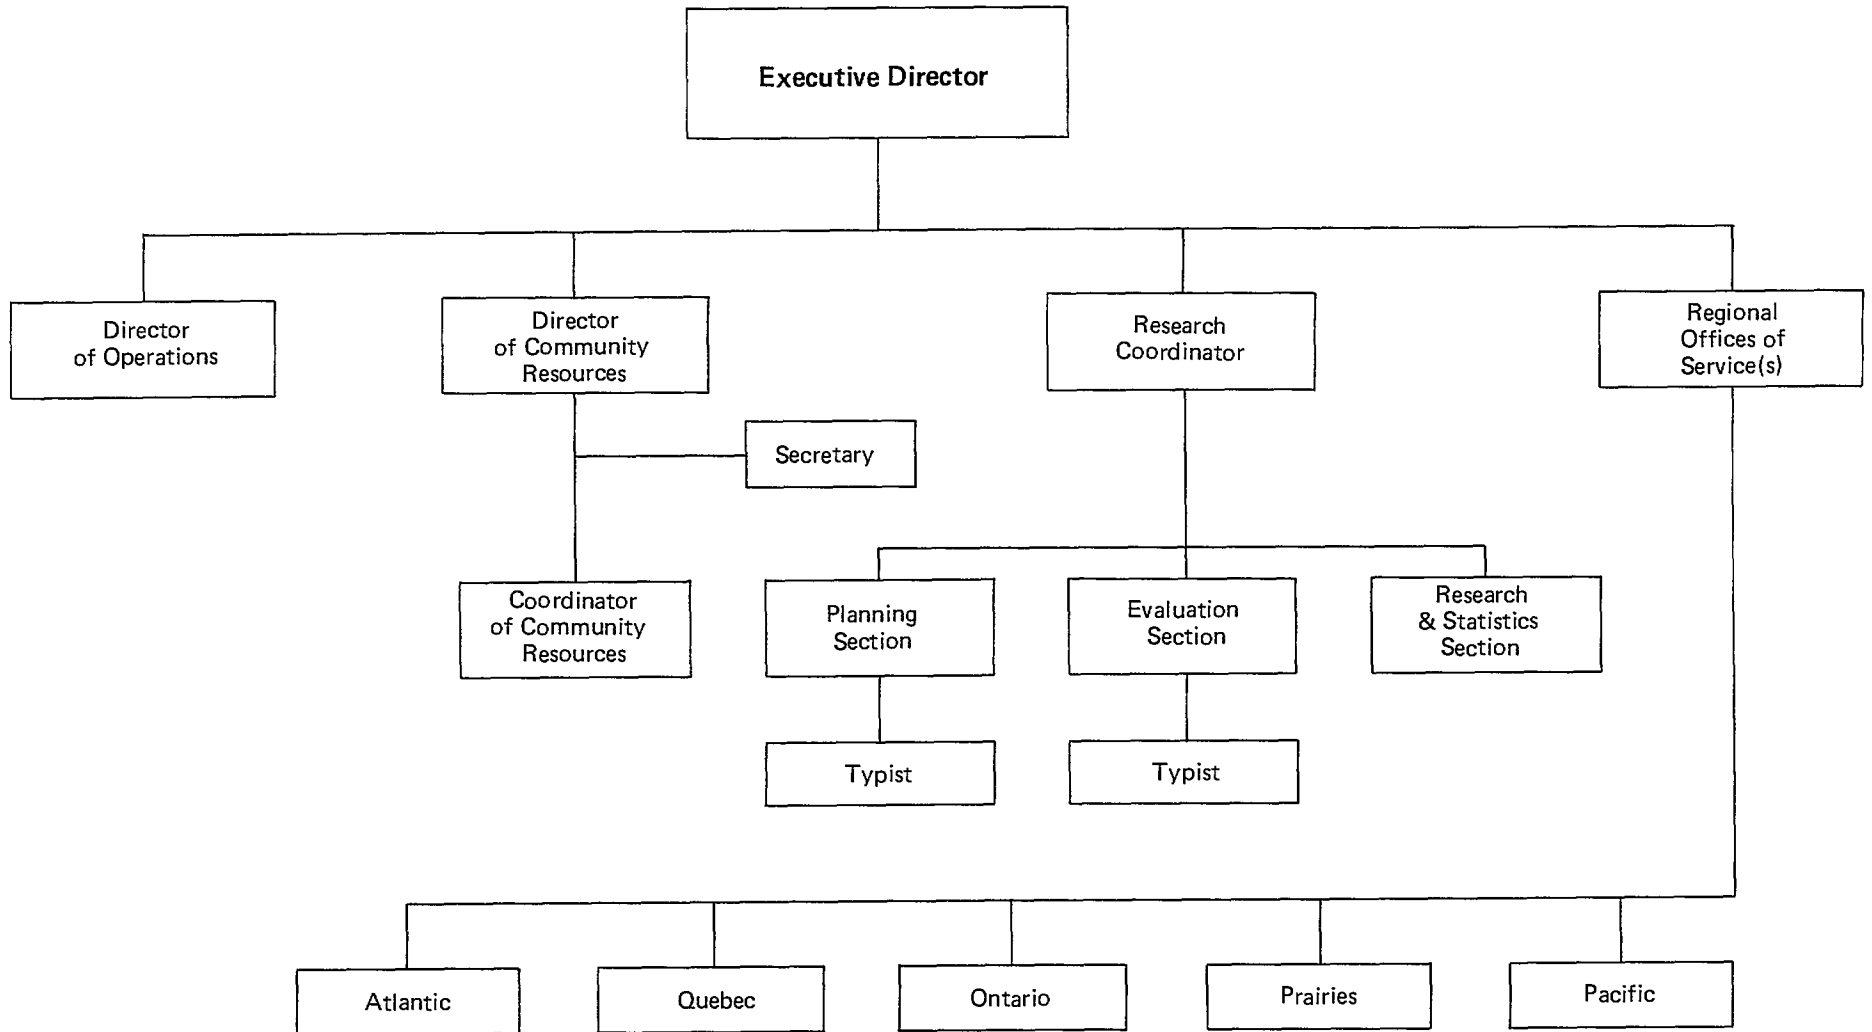 Executive Director
Director
of Operations
Director
of Community
Resources
Research
Coordinator
Regional
Offices of
Service(s)
Secretary
Coordinator
of Community
Resources
Planning
Section
Evaluation
Section
Research
& Statistics
Section
Typist
Typist
Atlantic
Quebec
Ontario
Prairies
Pacific